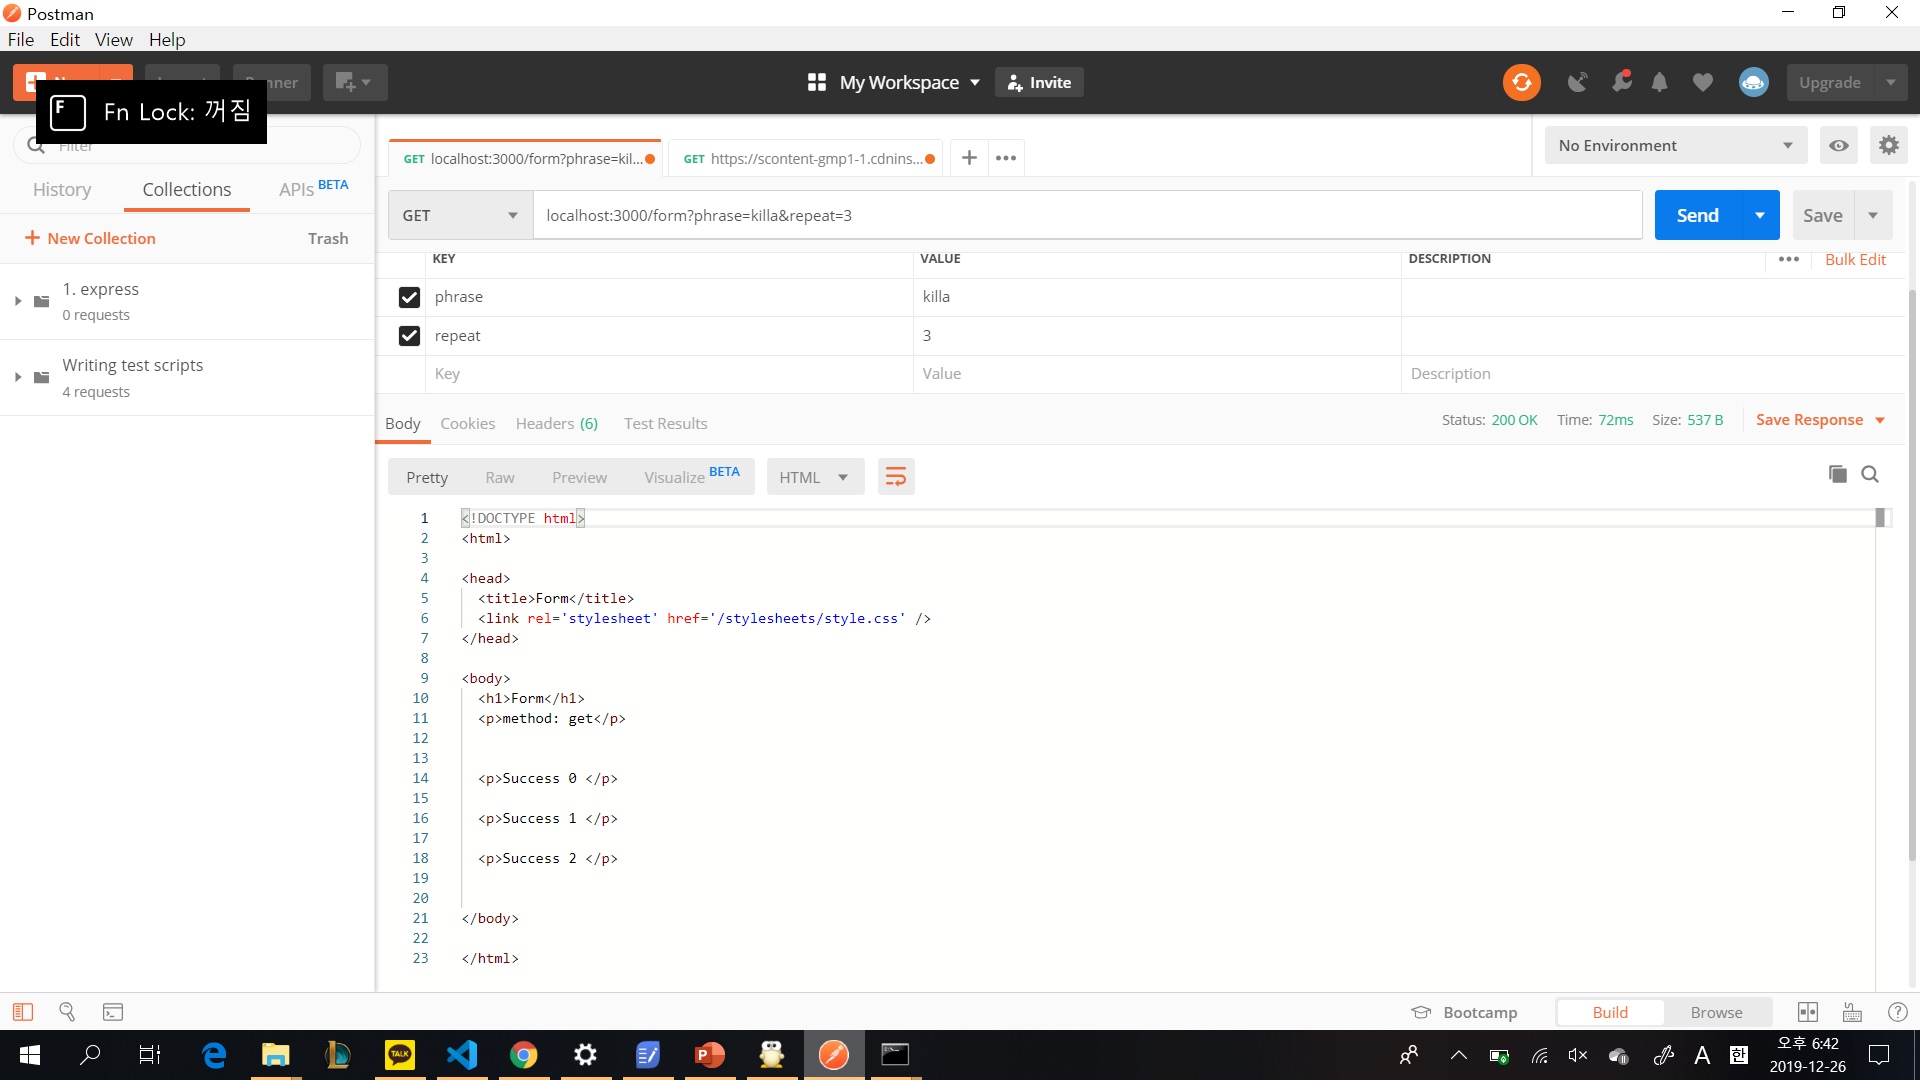 Postman
File Edit View Help
Fn Lock: 꺼짐
My Workspace
Invite
Upgrade
Filter
History
Collections
APIs BETA
New Collection
Trash
1. express
0 requests
Writing test scripts
4 requests
GET localhost:3000/form?phrase=kil...
GET https://scontent-gmp1-1.cdnins...
No Environment
GET
localhost:3000/form?phrase=killa&repeat=3
Send
Save
KEY VALUE DESCRIPTION
Bulk Edit
phrase killa
repeat 3
Key Value Description
Body Cookies Headers (6) Test Results
Status: 200 OK Time: 72ms Size: 537 B
Save Response
Pretty Raw Preview Visualize BETA HTML
1 <!DOCTYPE html>
2 <html>
3
4 <head>
5 <title>Form</title>
6 <link rel='stylesheet' href='/stylesheets/style.css' />
7 </head>
8
9 <body>
10 <h1>Form</h1>
11 <p>method: get</p>
12
13
14 <p>Success 0 </p>
15
16 <p>Success 1 </p>
17
18 <p>Success 2 </p>
19
20
21 </body>
22
23 </html>
Bootcamp
Build
Browse
TALK
A
한
오후 6:42
2019-12-26